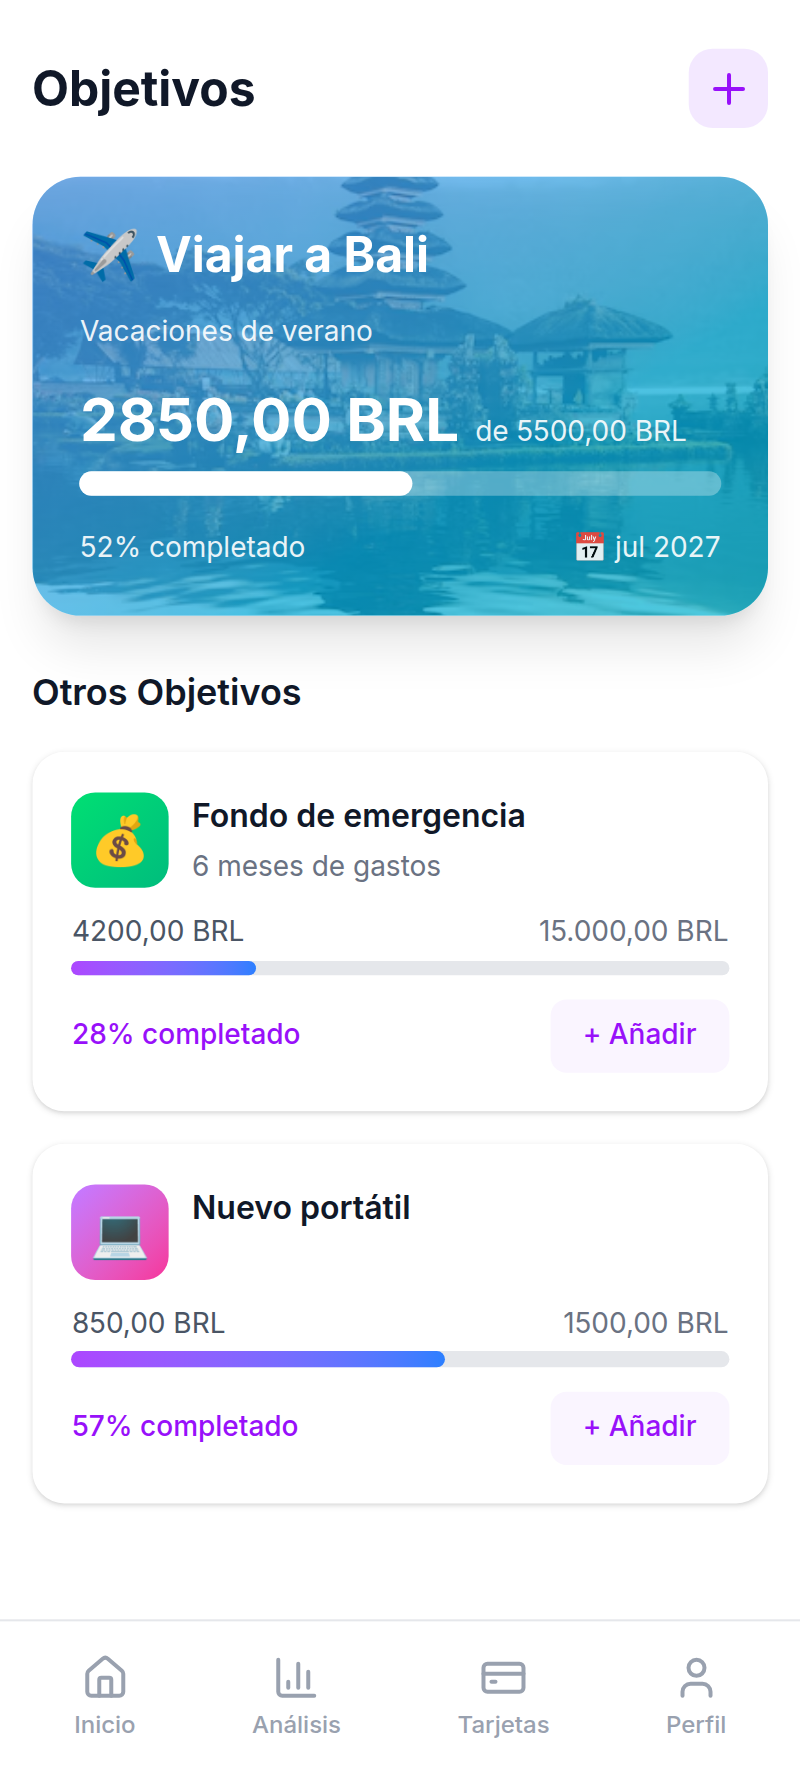 Objetivos
✈️ Viajar a Bali
Vacaciones de verano
2850,00 BRL de 5500,00 BRL
52% completado
📅 jul 2027
Otros Objetivos
Fondo de emergencia
6 meses de gastos
4200,00 BRL
15.000,00 BRL
28% completado
+ Añadir
Nuevo portátil
850,00 BRL
1500,00 BRL
57% completado
+ Añadir
Inicio
Análisis
Tarjetas
Perfil